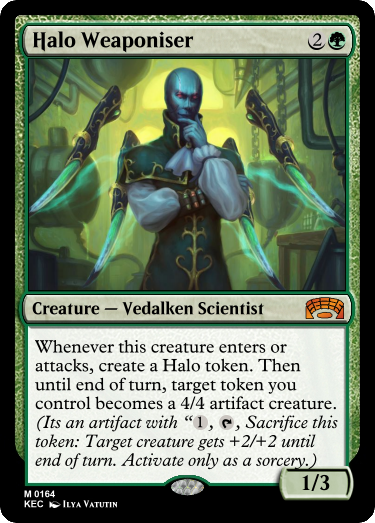 Halo Weaponiser 2
Creature — Vedalken Scientist
Whenever this creature enters or
attacks, create a Halo token. Then
until end of turn, target token you
control becomes a 4/4 artifact creature.
(Its an artifact with “1, , Sacrifice this
token: Target creature gets +2/+2 until
end of turn. Activate only as a sorcery.)
1/3
M 0164
KEC Ilya Vatutin